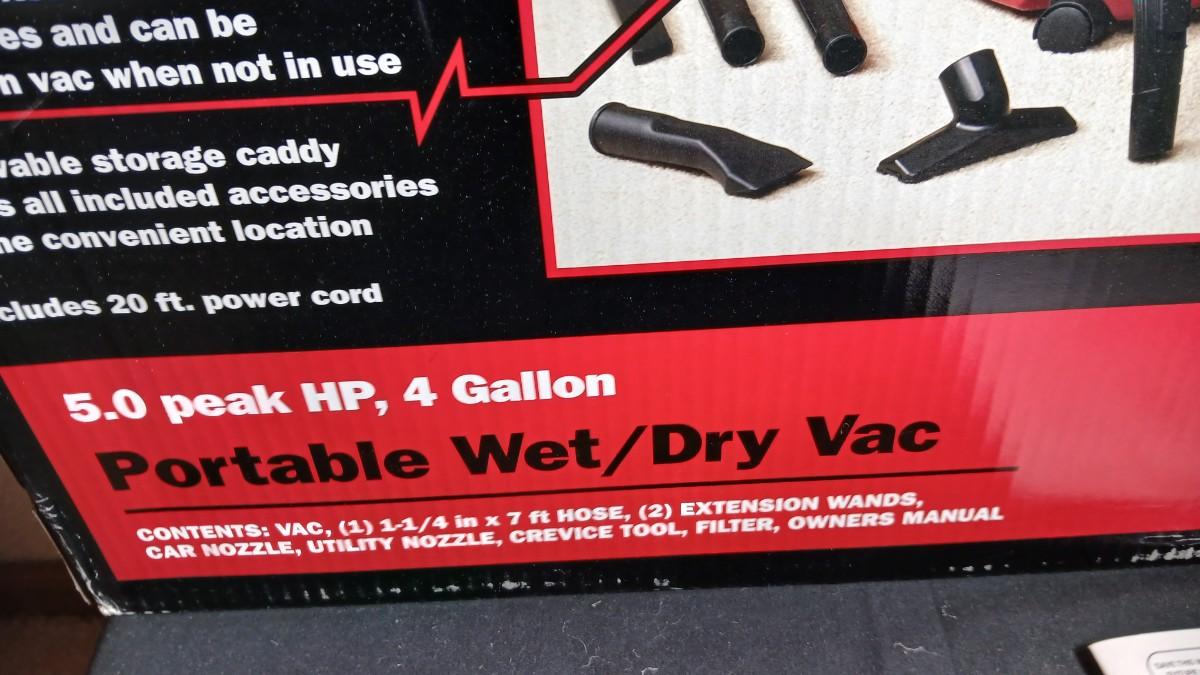 es and can be
n vac when not in use
vable storage caddy
s all included accessories
ne convenient location
cludes 20 ft. power cord
5.0 peak HP, 4 Gallon
Portable Wet/Dry Vac
CONTENTS: VAC, (1) 1-1/4 in x 7 ft HOSE, (2) EXTENSION WANDS,
CAR NOZZLE, UTILITY NOZZLE, CREVICE TOOL, FILTER, OWNERS MANUAL